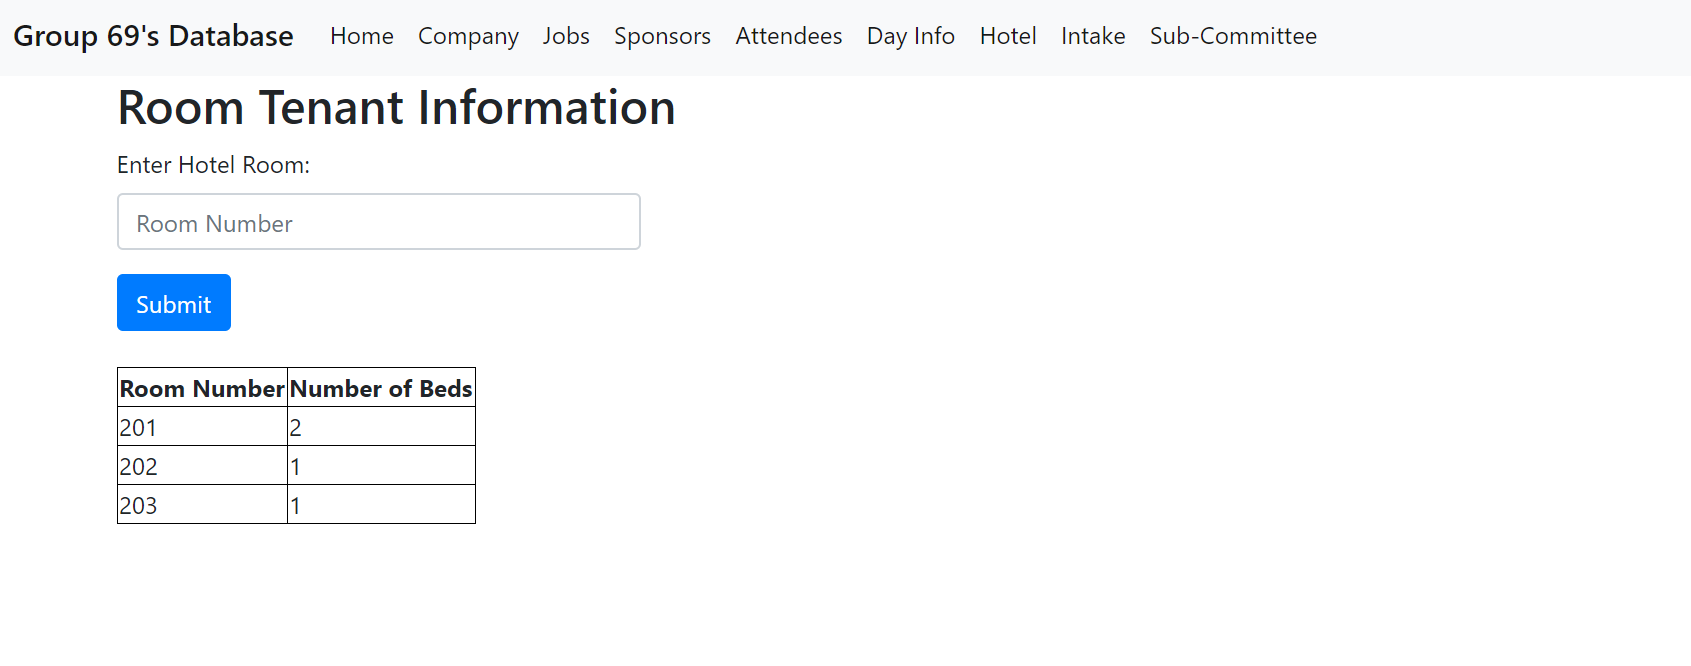 Group 69's Database Home Company Jobs Sponsors Attendees Day Info Hotel Intake Sub-Committee
Room Tenant Information
Enter Hotel Room:
Room Number
Submit
Room Number Number of Beds
201 2
202 1
203 1